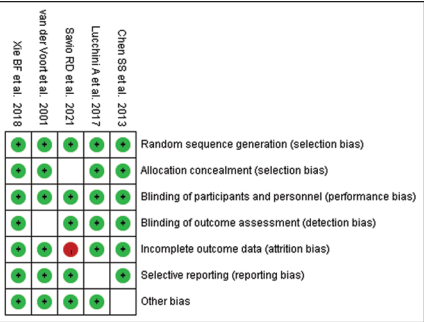 Xie BF et al. 2018
van der Voort et al. 2001
Savio RD et al. 2021
Lucchini A et al. 2017
Chen SS et al. 2013
Random sequence generation (selection bias)
Allocation concealment (selection bias)
Blinding of participants and personnel (performance bias)
Blinding of outcome assessment (detection bias)
Incomplete outcome data (attrition bias)
Selective reporting (reporting bias)
Other bias